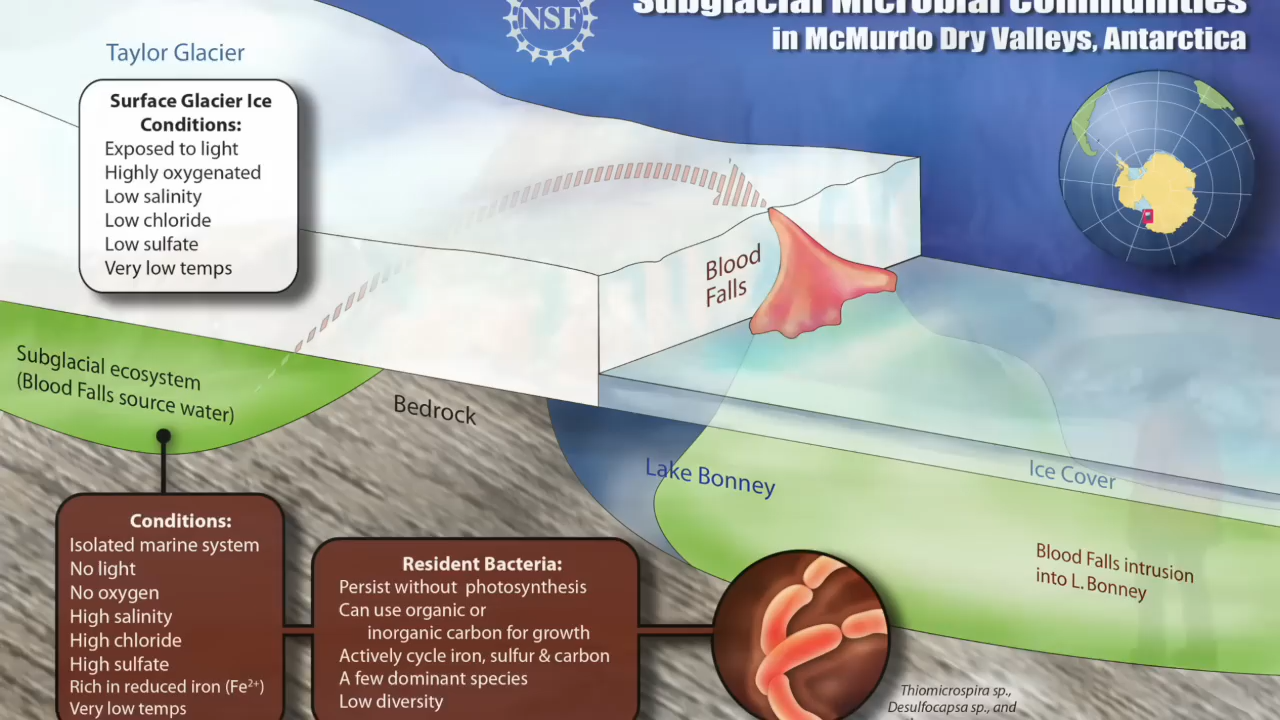 Subglacial Microbial Communities
in McMurdo Dry Valleys, Antarctica
NSF
Taylor Glacier
Surface Glacier Ice
Conditions:
Exposed to light
Highly oxygenated
Low salinity
Low chloride
Low sulfate
Very low temps
Blood
Falls
Subglacial ecosystem
(Blood Falls source water)
Bedrock
Lake Bonney
Ice Cover
Blood Falls intrusion
into L. Bonney
Conditions:
Isolated marine system
No light
No oxygen
High salinity
High chloride
High sulfate
Rich in reduced iron (Fe²⁺)
Very low temps
Resident Bacteria:
Persist without photosynthesis
Can use organic or
inorganic carbon for growth
Actively cycle iron, sulfur & carbon
A few dominant species
Low diversity
Thiomicrospira sp.,
Desulfocapsa sp., and